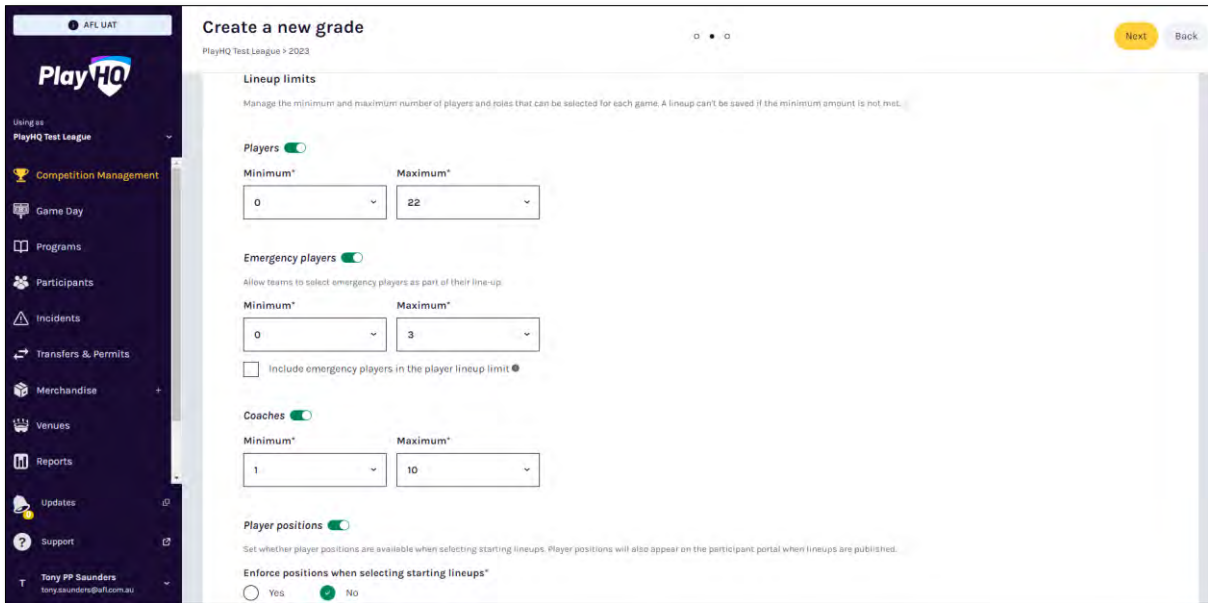 AFL UAT
PlayHQ
Using as
PlayHQ Test League
Competition Management
Game Day
Programs
Participants
Incidents
Transfers & Permits
Merchandise +
Venues
Reports
Updates
Support
T Tony PP Saunders
tony.saunders@afl.com.au
Create a new grade
PlayHQ Test League > 2023
Next Back
Lineup limits
Manage the minimum and maximum number of players and roles that can be selected for each game. A lineup can't be saved if the minimum amount is not met.
Players
Minimum* Maximum*
0 22
Emergency players
Allow teams to select emergency players as part of their line-up
Minimum* Maximum*
0 3
Include emergency players in the player lineup limit
Coaches
Minimum* Maximum*
1 10
Player positions
Set whether player positions are available when selecting starting lineups. Player positions will also appear on the participant portal when lineups are published.
Enforce positions when selecting starting lineups*
Yes No